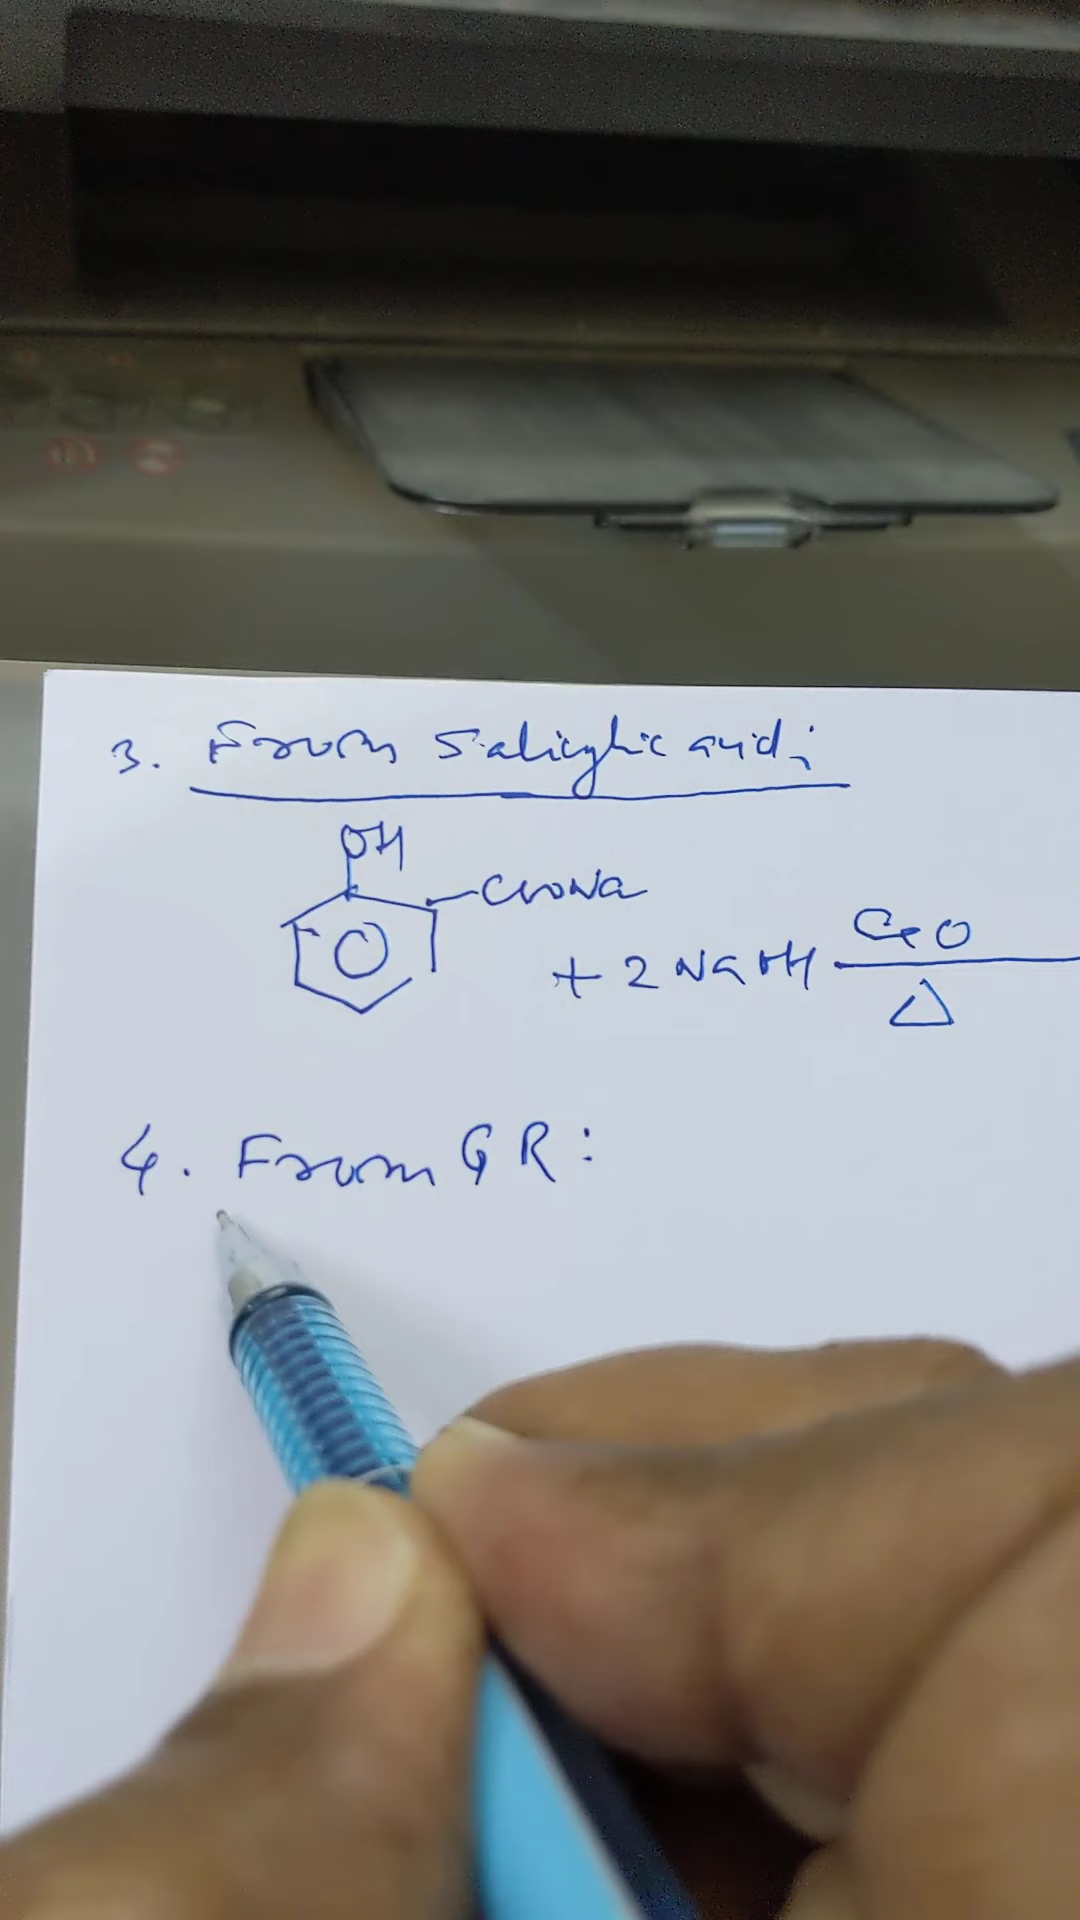 3. From Salicylic acid:
OH
COONa
+ 2 NaOH CaO
Δ
4. From GR: